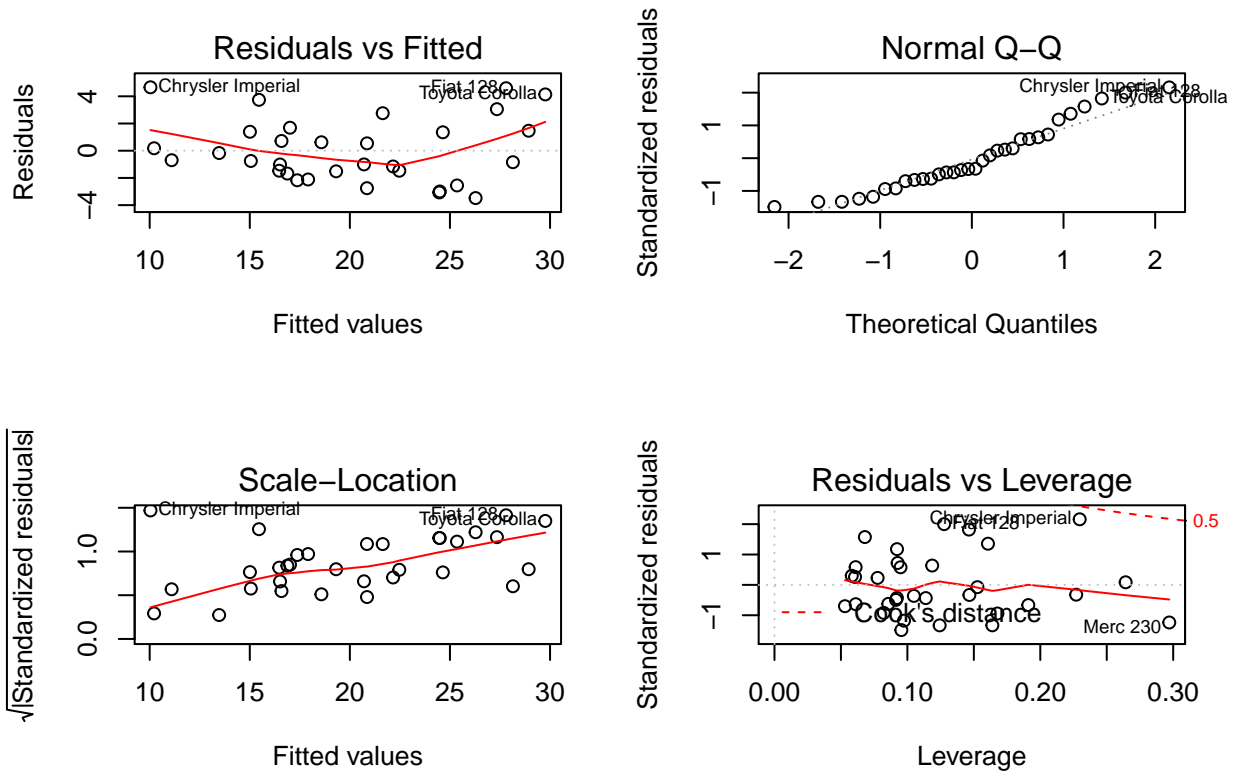 Residuals vs Fitted
Residuals
4
0
−4
Chrysler Imperial
Fiat 128
Toyota Corolla
10 15 20 25 30
Fitted values
Normal Q−Q
Standardized residuals
1
−1
Chrysler Imperial
Fiat 128
Toyota Corolla
−2 −1 0 1 2
Theoretical Quantiles
Scale−Location
√|Standardized residuals|
1.0
0.0
Chrysler Imperial
Fiat 128
Toyota Corolla
10 15 20 25 30
Fitted values
Residuals vs Leverage
Standardized residuals
1
−1
Chrysler Imperial
Fiat 128
0.5
Cook's distance
Merc 230
0.00 0.10 0.20 0.30
Leverage